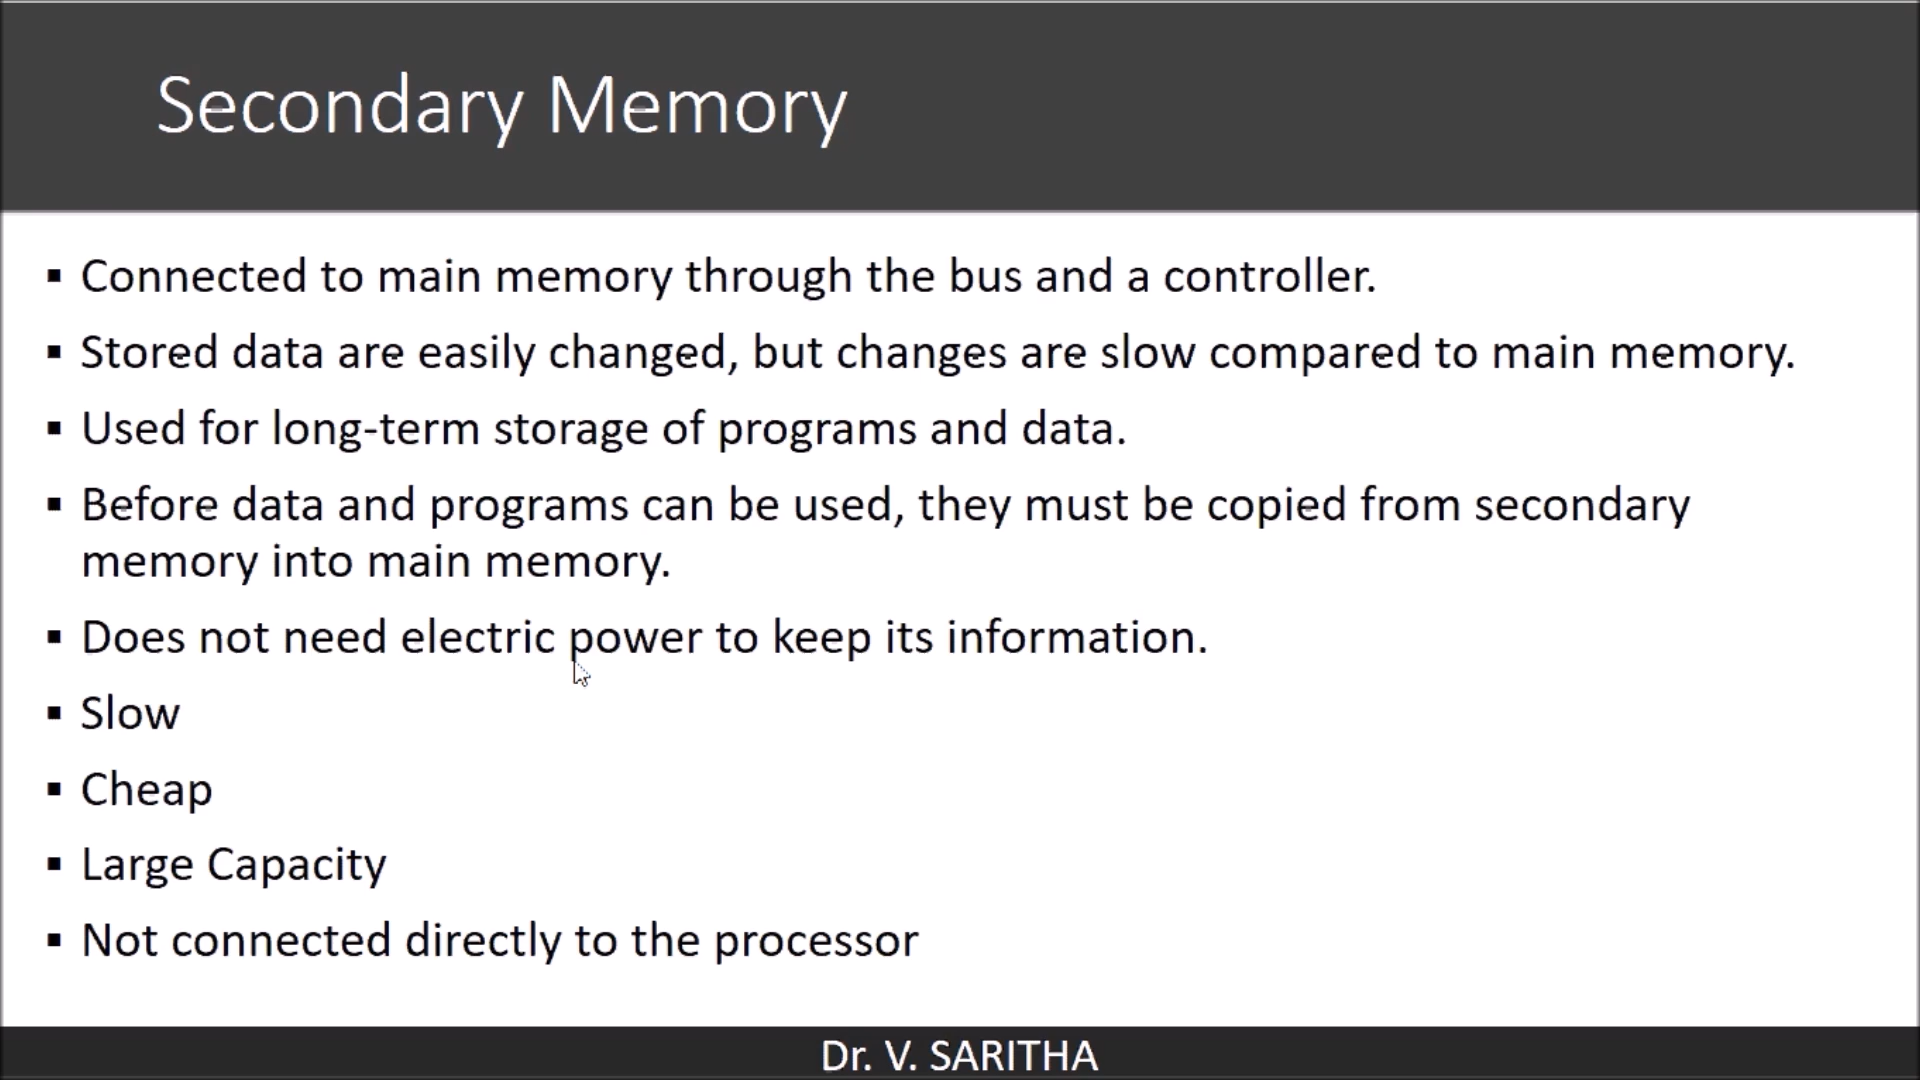 Secondary Memory
▪ Connected to main memory through the bus and a controller.
▪ Stored data are easily changed, but changes are slow compared to main memory.
▪ Used for long-term storage of programs and data.
▪ Before data and programs can be used, they must be copied from secondary
memory into main memory.
▪ Does not need electric power to keep its information.
▪ Slow
▪ Cheap
▪ Large Capacity
▪ Not connected directly to the processor
Dr. V. SARITHA